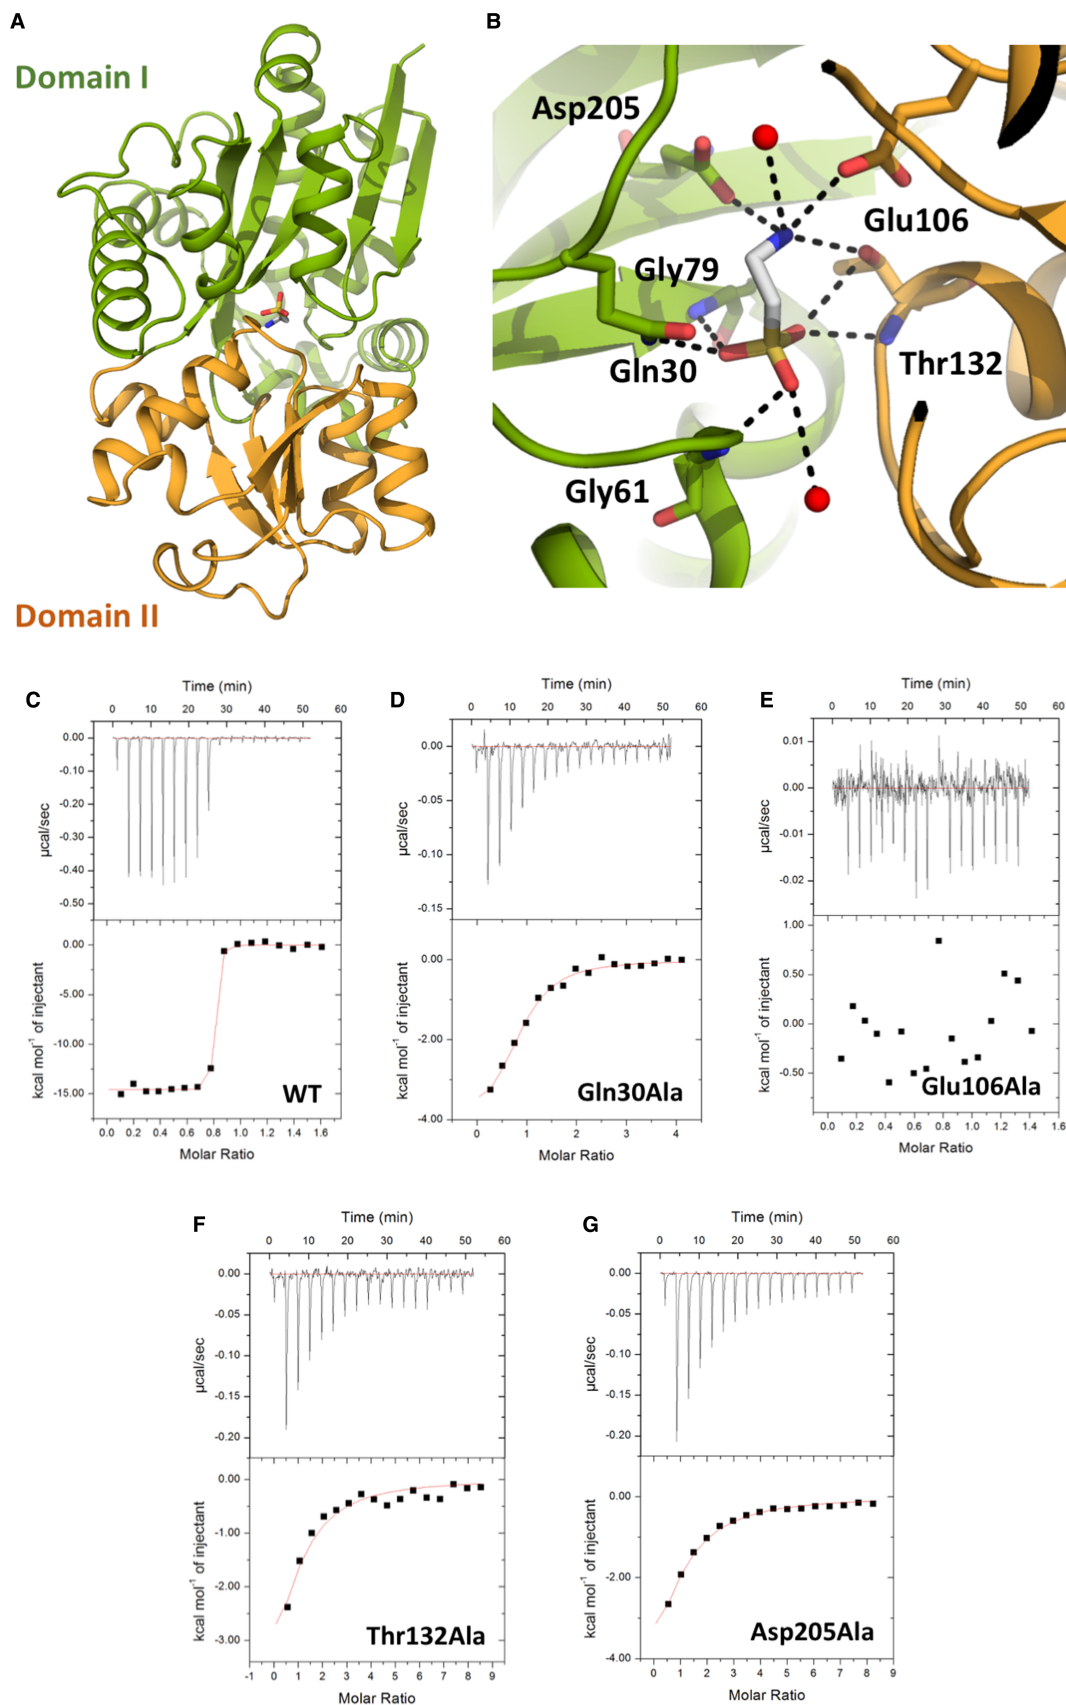 A
B
Domain I
Domain II
Asp205
Glu106
Gly79
Gln30
Thr132
Gly61
C
Time (min)
0 10 20 30 40 50 60
0.00
-0.10
-0.20
-0.30
-0.40
-0.50
µcal/sec
0.00
-5.00
-10.00
-15.00
kcal mol⁻¹ of injectant
WT
0.0 0.2 0.4 0.6 0.8 1.0 1.2 1.4 1.6
Molar Ratio
D
Time (min)
0 10 20 30 40 50 60
0.00
-0.05
-0.10
-0.15
µcal/sec
0.00
-2.00
-4.00
kcal mol⁻¹ of injectant
Gln30Ala
0 1 2 3 4
Molar Ratio
E
Time (min)
0 10 20 30 40 50 60
0.01
0.00
-0.01
-0.02
µcal/sec
1.00
0.50
0.00
-0.50
kcal mol⁻¹ of injectant
Glu106Ala
0.0 0.2 0.4 0.6 0.8 1.0 1.2 1.4 1.6
Molar Ratio
F
Time (min)
0 10 20 30 40 50 60
0.00
-0.05
-0.10
-0.15
-0.20
µcal/sec
0.00
-1.00
-2.00
-3.00
kcal mol⁻¹ of injectant
Thr132Ala
-1 0 1 2 3 4 5 6 7 8 9
Molar Ratio
G
Time (min)
0 10 20 30 40 50 60
0.00
-0.05
-0.10
-0.15
-0.20
µcal/sec
0.00
-2.00
-4.00
kcal mol⁻¹ of injectant
Asp205Ala
0 1 2 3 4 5 6 7 8 9
Molar Ratio